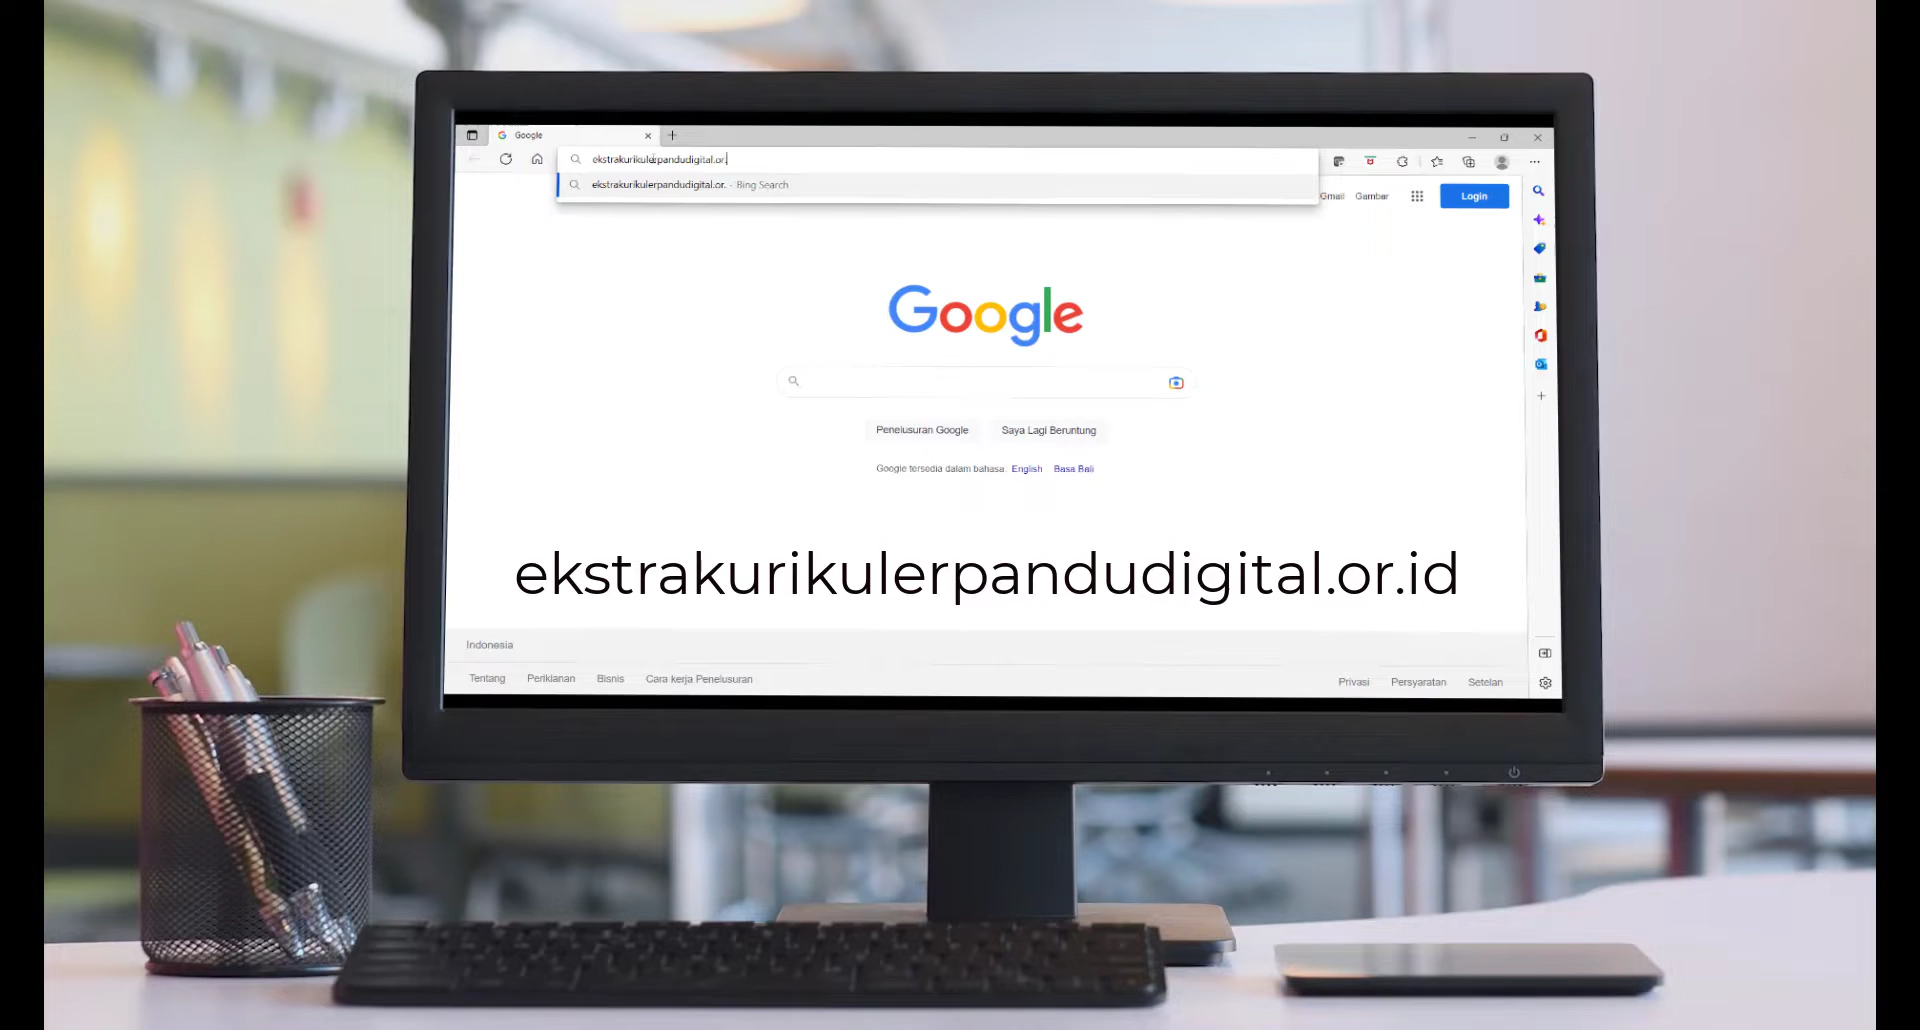 Google
ekstrakurikulerpandudigital.or.
ekstrakurikulerpandudigital.or. - Bing Search
Gmail Gambar
Login
Google
Penelusuran Google Saya Lagi Beruntung
Google tersedia dalam bahasa: English Basa Bali
ekstrakurikulerpandudigital.or.id
Indonesia
Tentang Periklanan Bisnis Cara kerja Penelusuran
Privasi Persyaratan Setelan